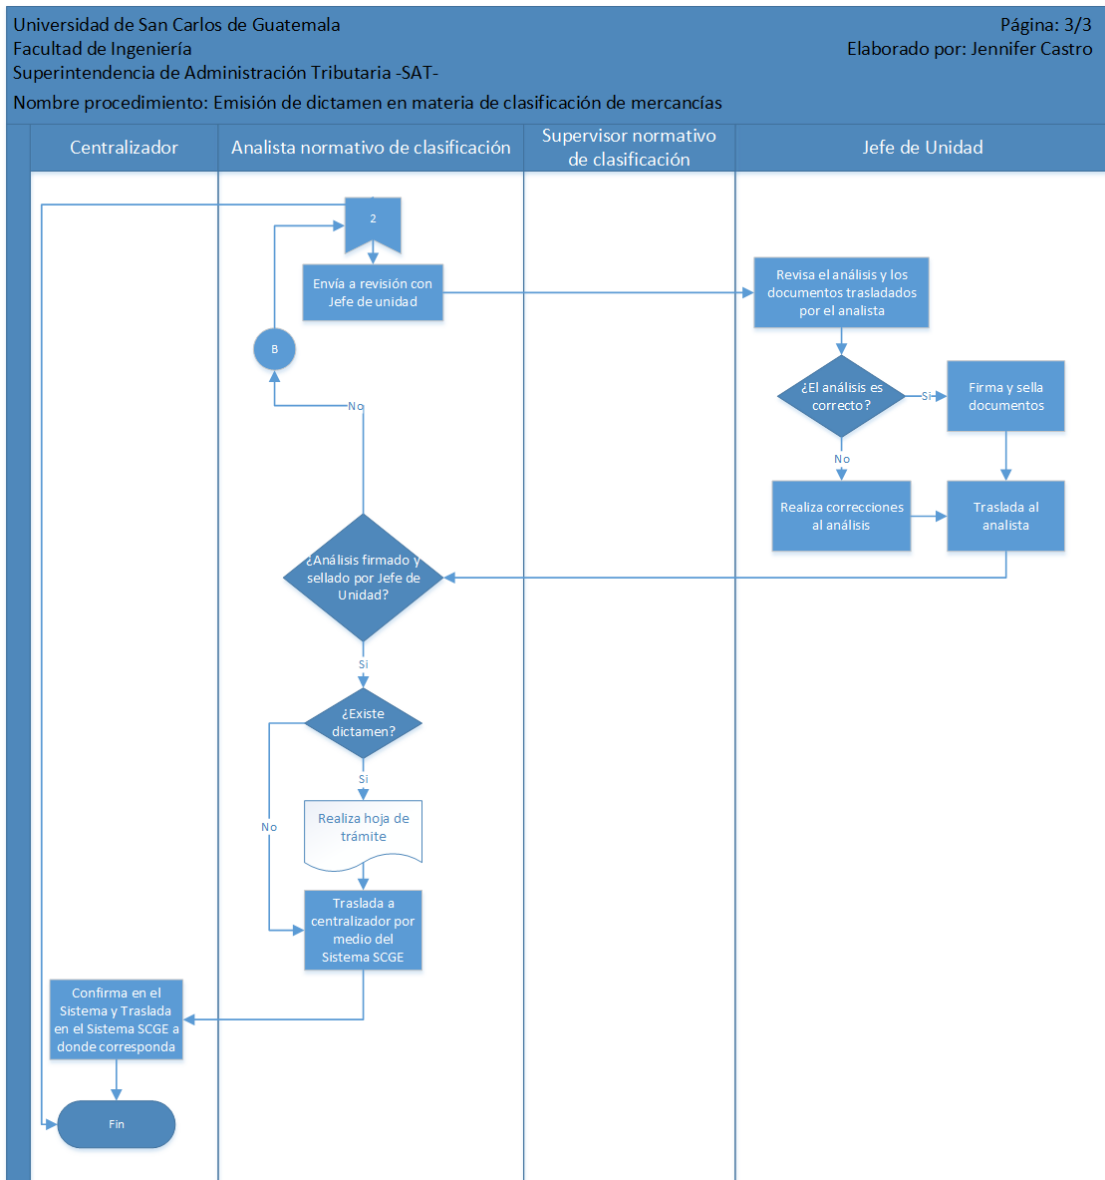 Universidad de San Carlos de Guatemala
Facultad de Ingeniería
Superintendencia de Administración Tributaria -SAT-
Página: 3/3
Elaborado por: Jennifer Castro
Nombre procedimiento: Emisión de dictamen en materia de clasificación de mercancías
Centralizador
Analista normativo de clasificación
Supervisor normativo
de clasificación
Jefe de Unidad
2
Envía a revisión con
Jefe de unidad
Revisa el análisis y los
documentos trasladados
por el analista
B
¿El análisis es
correcto?
Si
Firma y sella
documentos
No
No
Realiza correcciones
al análisis
Traslada al
analista
¿Análisis firmado y
sellado por Jefe de
Unidad?
Si
¿Existe
dictamen?
Si
No
Realiza hoja de
trámite
Traslada a
centralizador por
medio del
Sistema SCGE
Confirma en el
Sistema y Traslada
en el Sistema SCGE a
donde corresponda
Fin